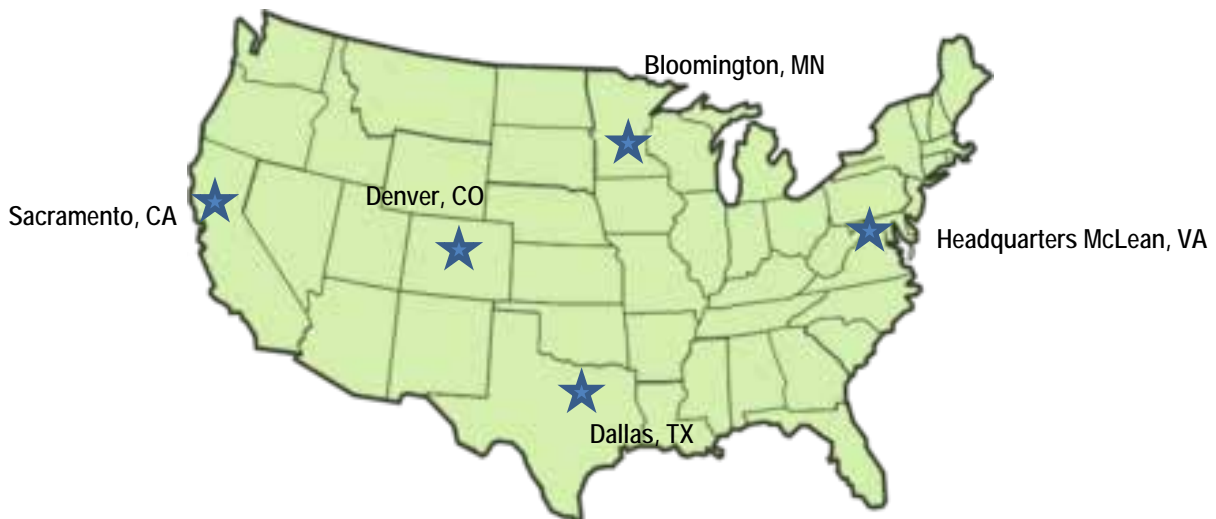 Bloomington, MN
Denver, CO
Sacramento, CA
Headquarters McLean, VA
Dallas, TX